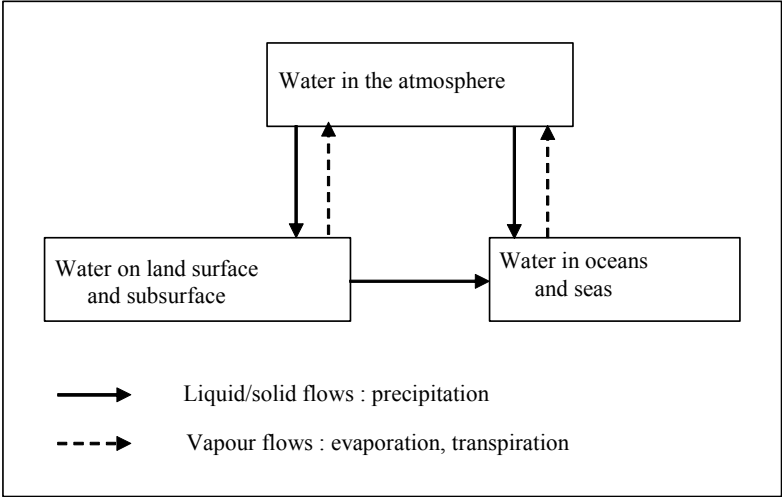 Water in the atmosphere
Water on land surface
and subsurface
Water in oceans
and seas
Liquid/solid flows : precipitation
Vapour flows : evaporation, transpiration